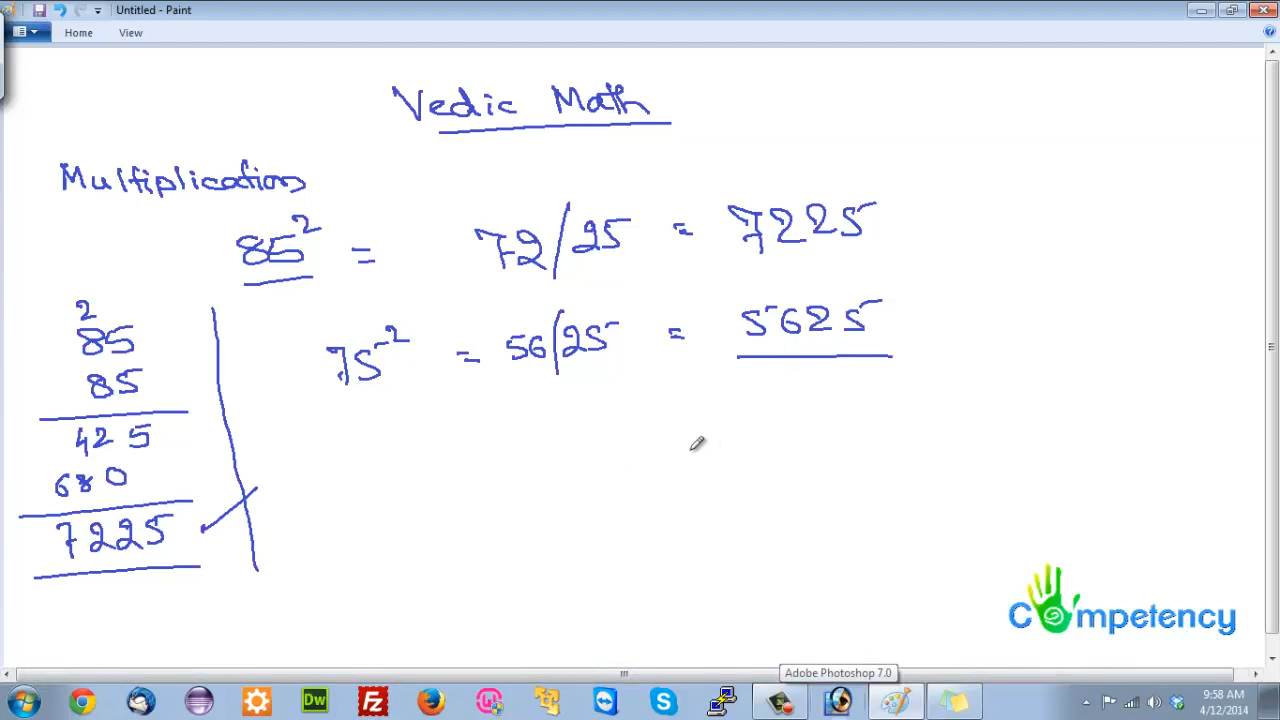 Untitled - Paint
Home View
Vedic Math
Multiplication
85² = 72/25 = 7225
75² = 56/25 = 5625
2
85
85
425
680
7225
Competency
Adobe Photoshop 7.0
Dw
9:58 AM
4/12/2014